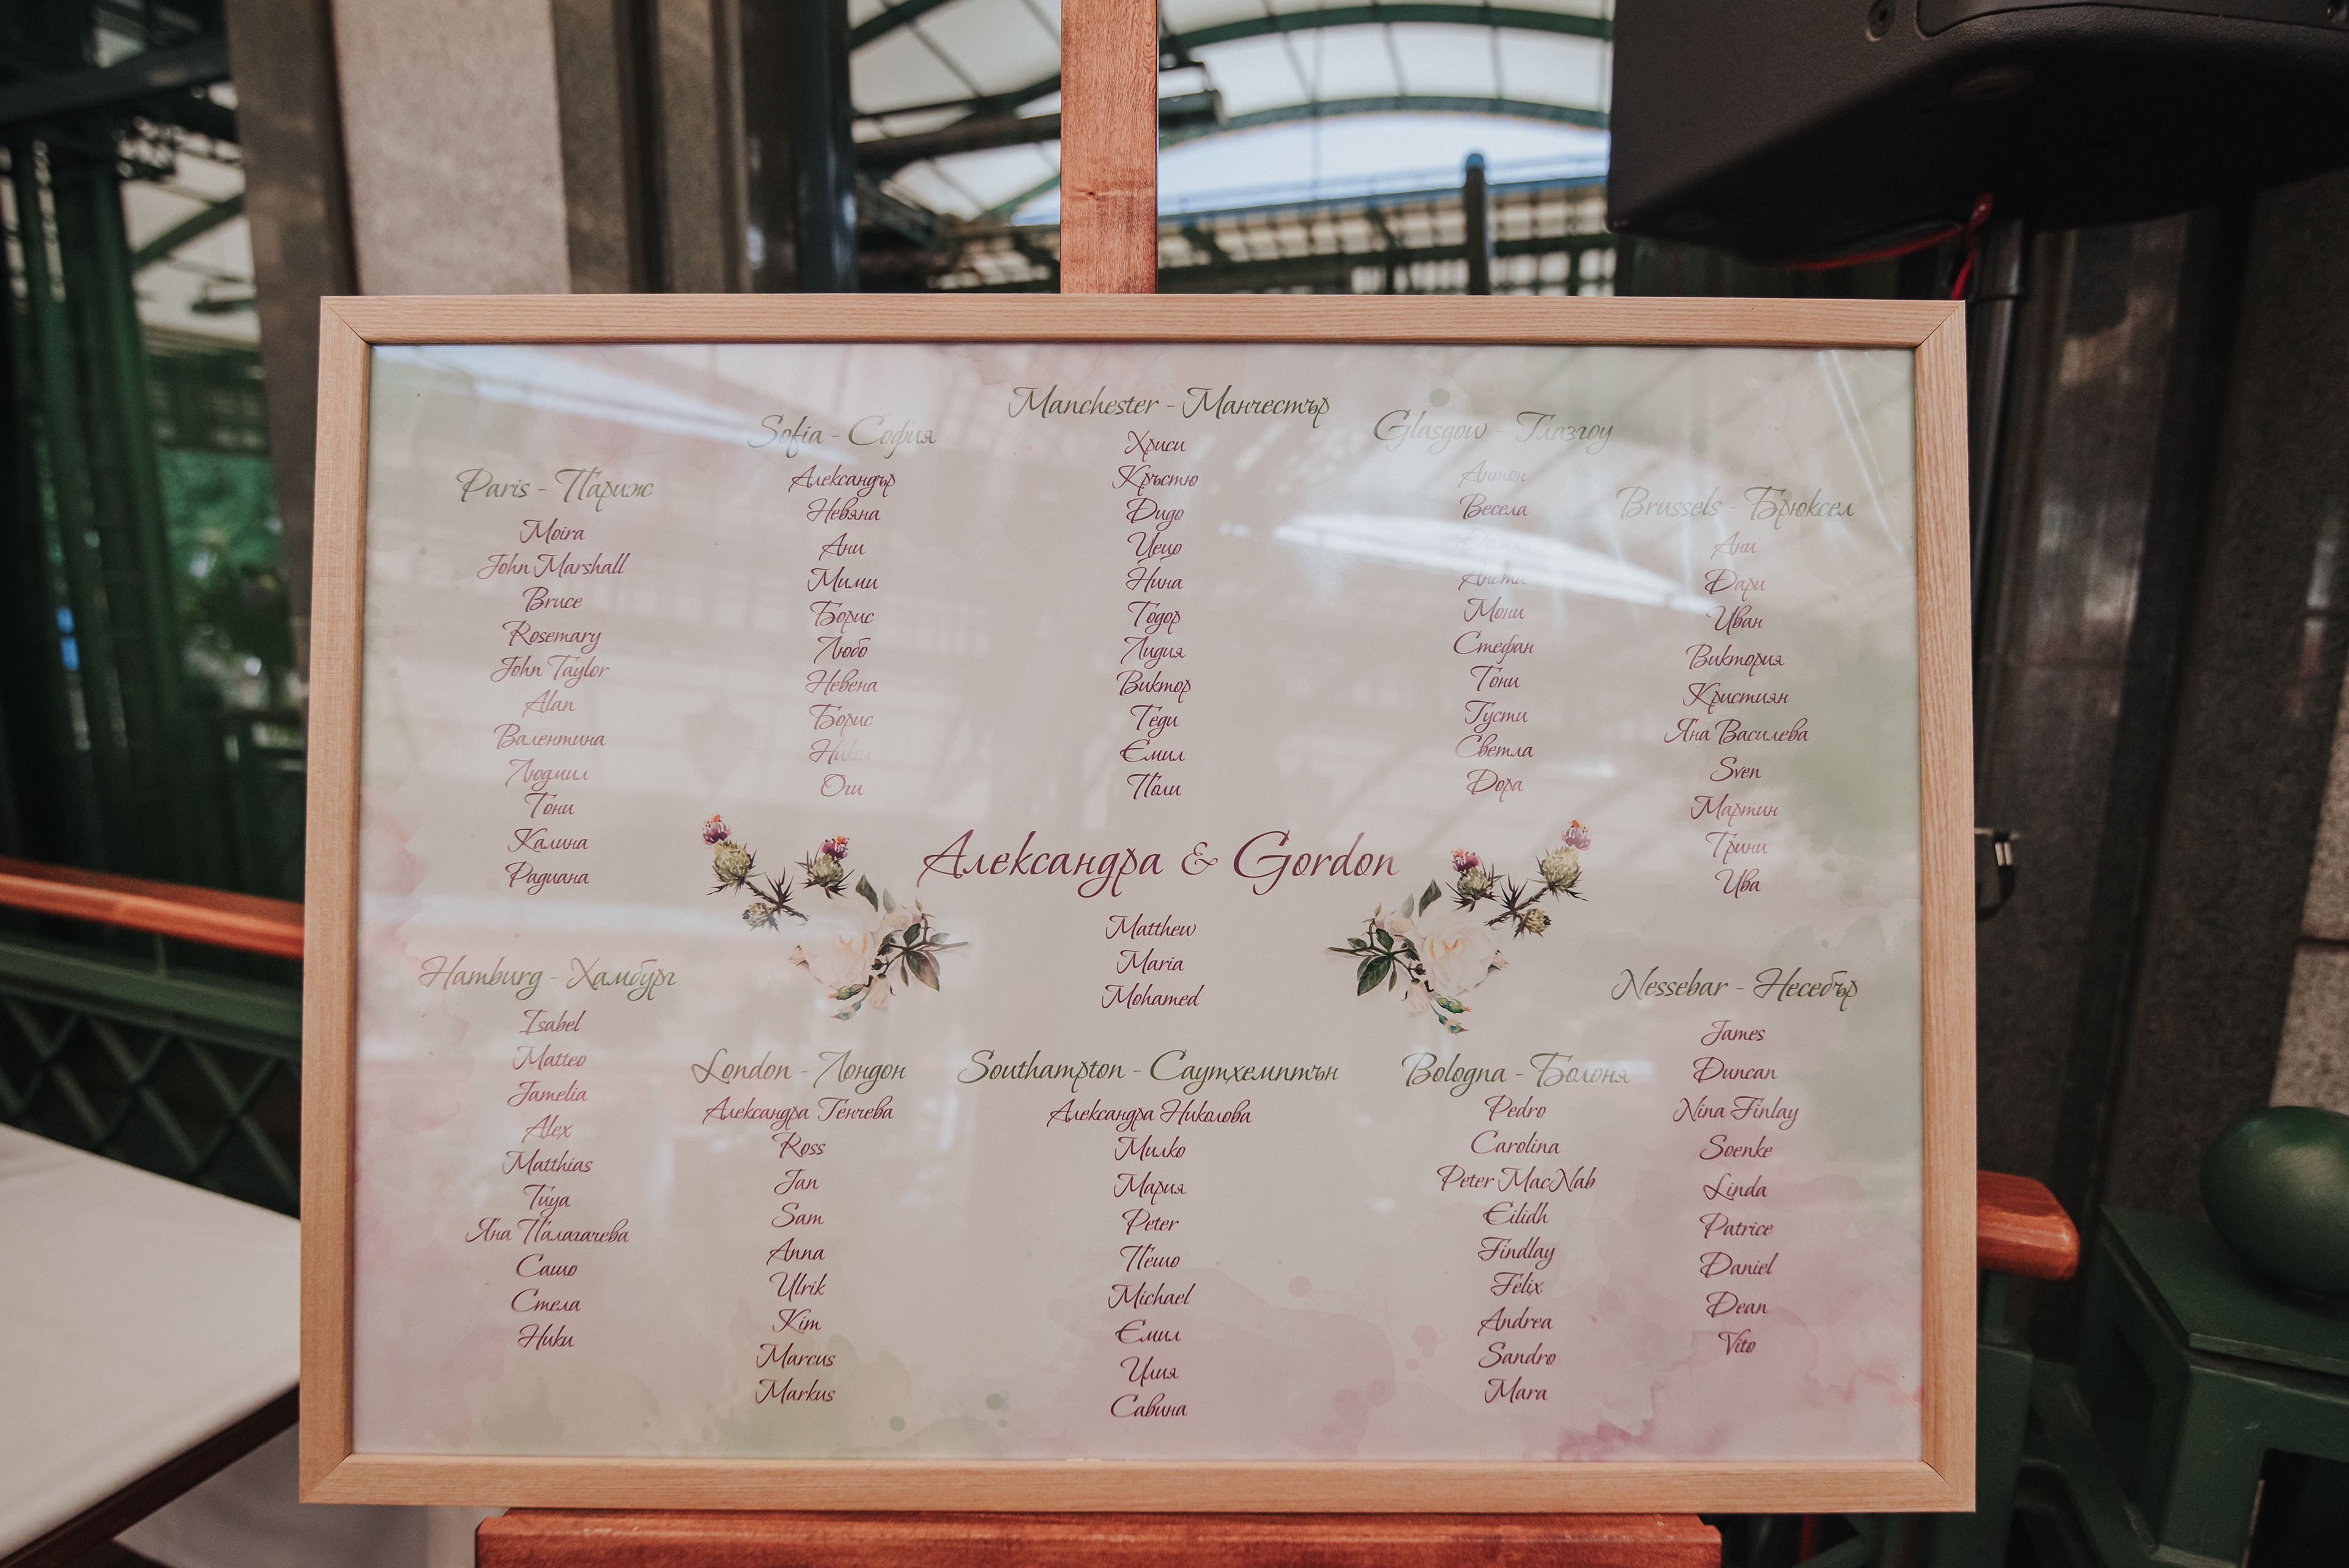 Paris - Париж
Moira
John Marshall
Bruce
Rosemary
John Taylor
Alan
Валентина
Людмил
Тони
Калина
Радиана
Sofia - София
Александър
Невяна
Ани
Мими
Борис
Любо
Невена
Борис
Ники
Оги
Manchester - Манчестър
Хриси
Кръстю
Дидо
Цецо
Нина
Тодор
Лидия
Виктор
Теди
Емил
Поли
Glasgow - Глазгоу
Антон
Весела
Анета
Мони
Стефан
Тони
Густи
Светла
Дора
Brussels - Брюксел
Ани
Дари
Иван
Виктория
Кристиян
Яна Василева
Sven
Мартин
Трини
Ива
Александра & Gordon
Matthew
Maria
Mohamed
Hamburg - Хамбург
Isabel
Matteo
Jamelia
Alex
Matthias
Tuya
Яна Палагачева
Сашо
Стела
Ники
London - Лондон
Александра Генчева
Ross
Jan
Sam
Anna
Ulrik
Kim
Marcus
Markus
Southampton - Саутхемптън
Александра Николова
Милко
Мария
Peter
Пешо
Michael
Емил
Илия
Савина
Bologna - Болоня
Pedro
Carolina
Peter MacNab
Eilidh
Findlay
Felix
Andrea
Sandro
Mara
Nessebar - Несебър
James
Duncan
Nina Finlay
Soenke
Linda
Patrice
Daniel
Dean
Vito